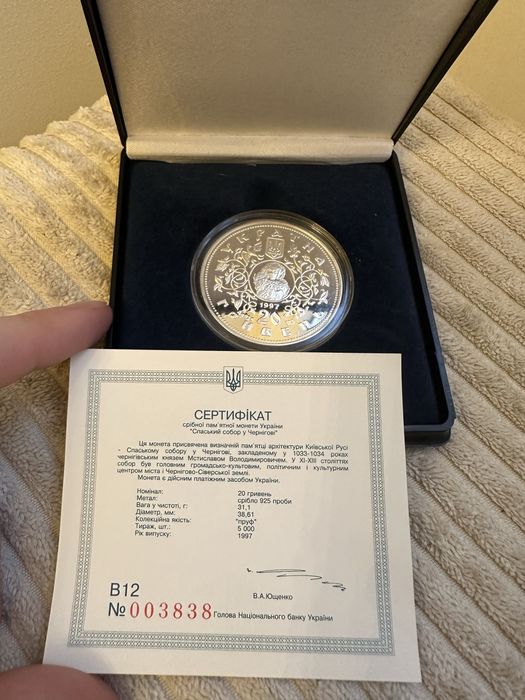 УКРАЇНА
1997
20
ГРИВЕНЬ
СЕРТИФІКАТ
срібної пам'ятної монети України
"Спаський собор у Чернігові"
Ця монета присвячена визначній пам'ятці архітектури Київської Русі
- Спаському собору у Чернігові, закладеному у 1033-1034 роках
чернігівським князем Мстиславом Володимировичем. У XI-XIII століттях
собор був головним громадсько-культовим, політичним і культурним
центром міста і Чернігово-Сіверської землі.
Монета є дійсним платіжним засобом України.
Номінал: 20 гривень
Метал: срібло 925 проби
Вага у чистоті, г: 31,1
Діаметр, мм: 38,61
Колекційна якість: "пруф"
Тираж, шт.: 5 000
Рік випуску: 1997
В.А.Ющенко
B12
№ 003838 Голова Національного банку України